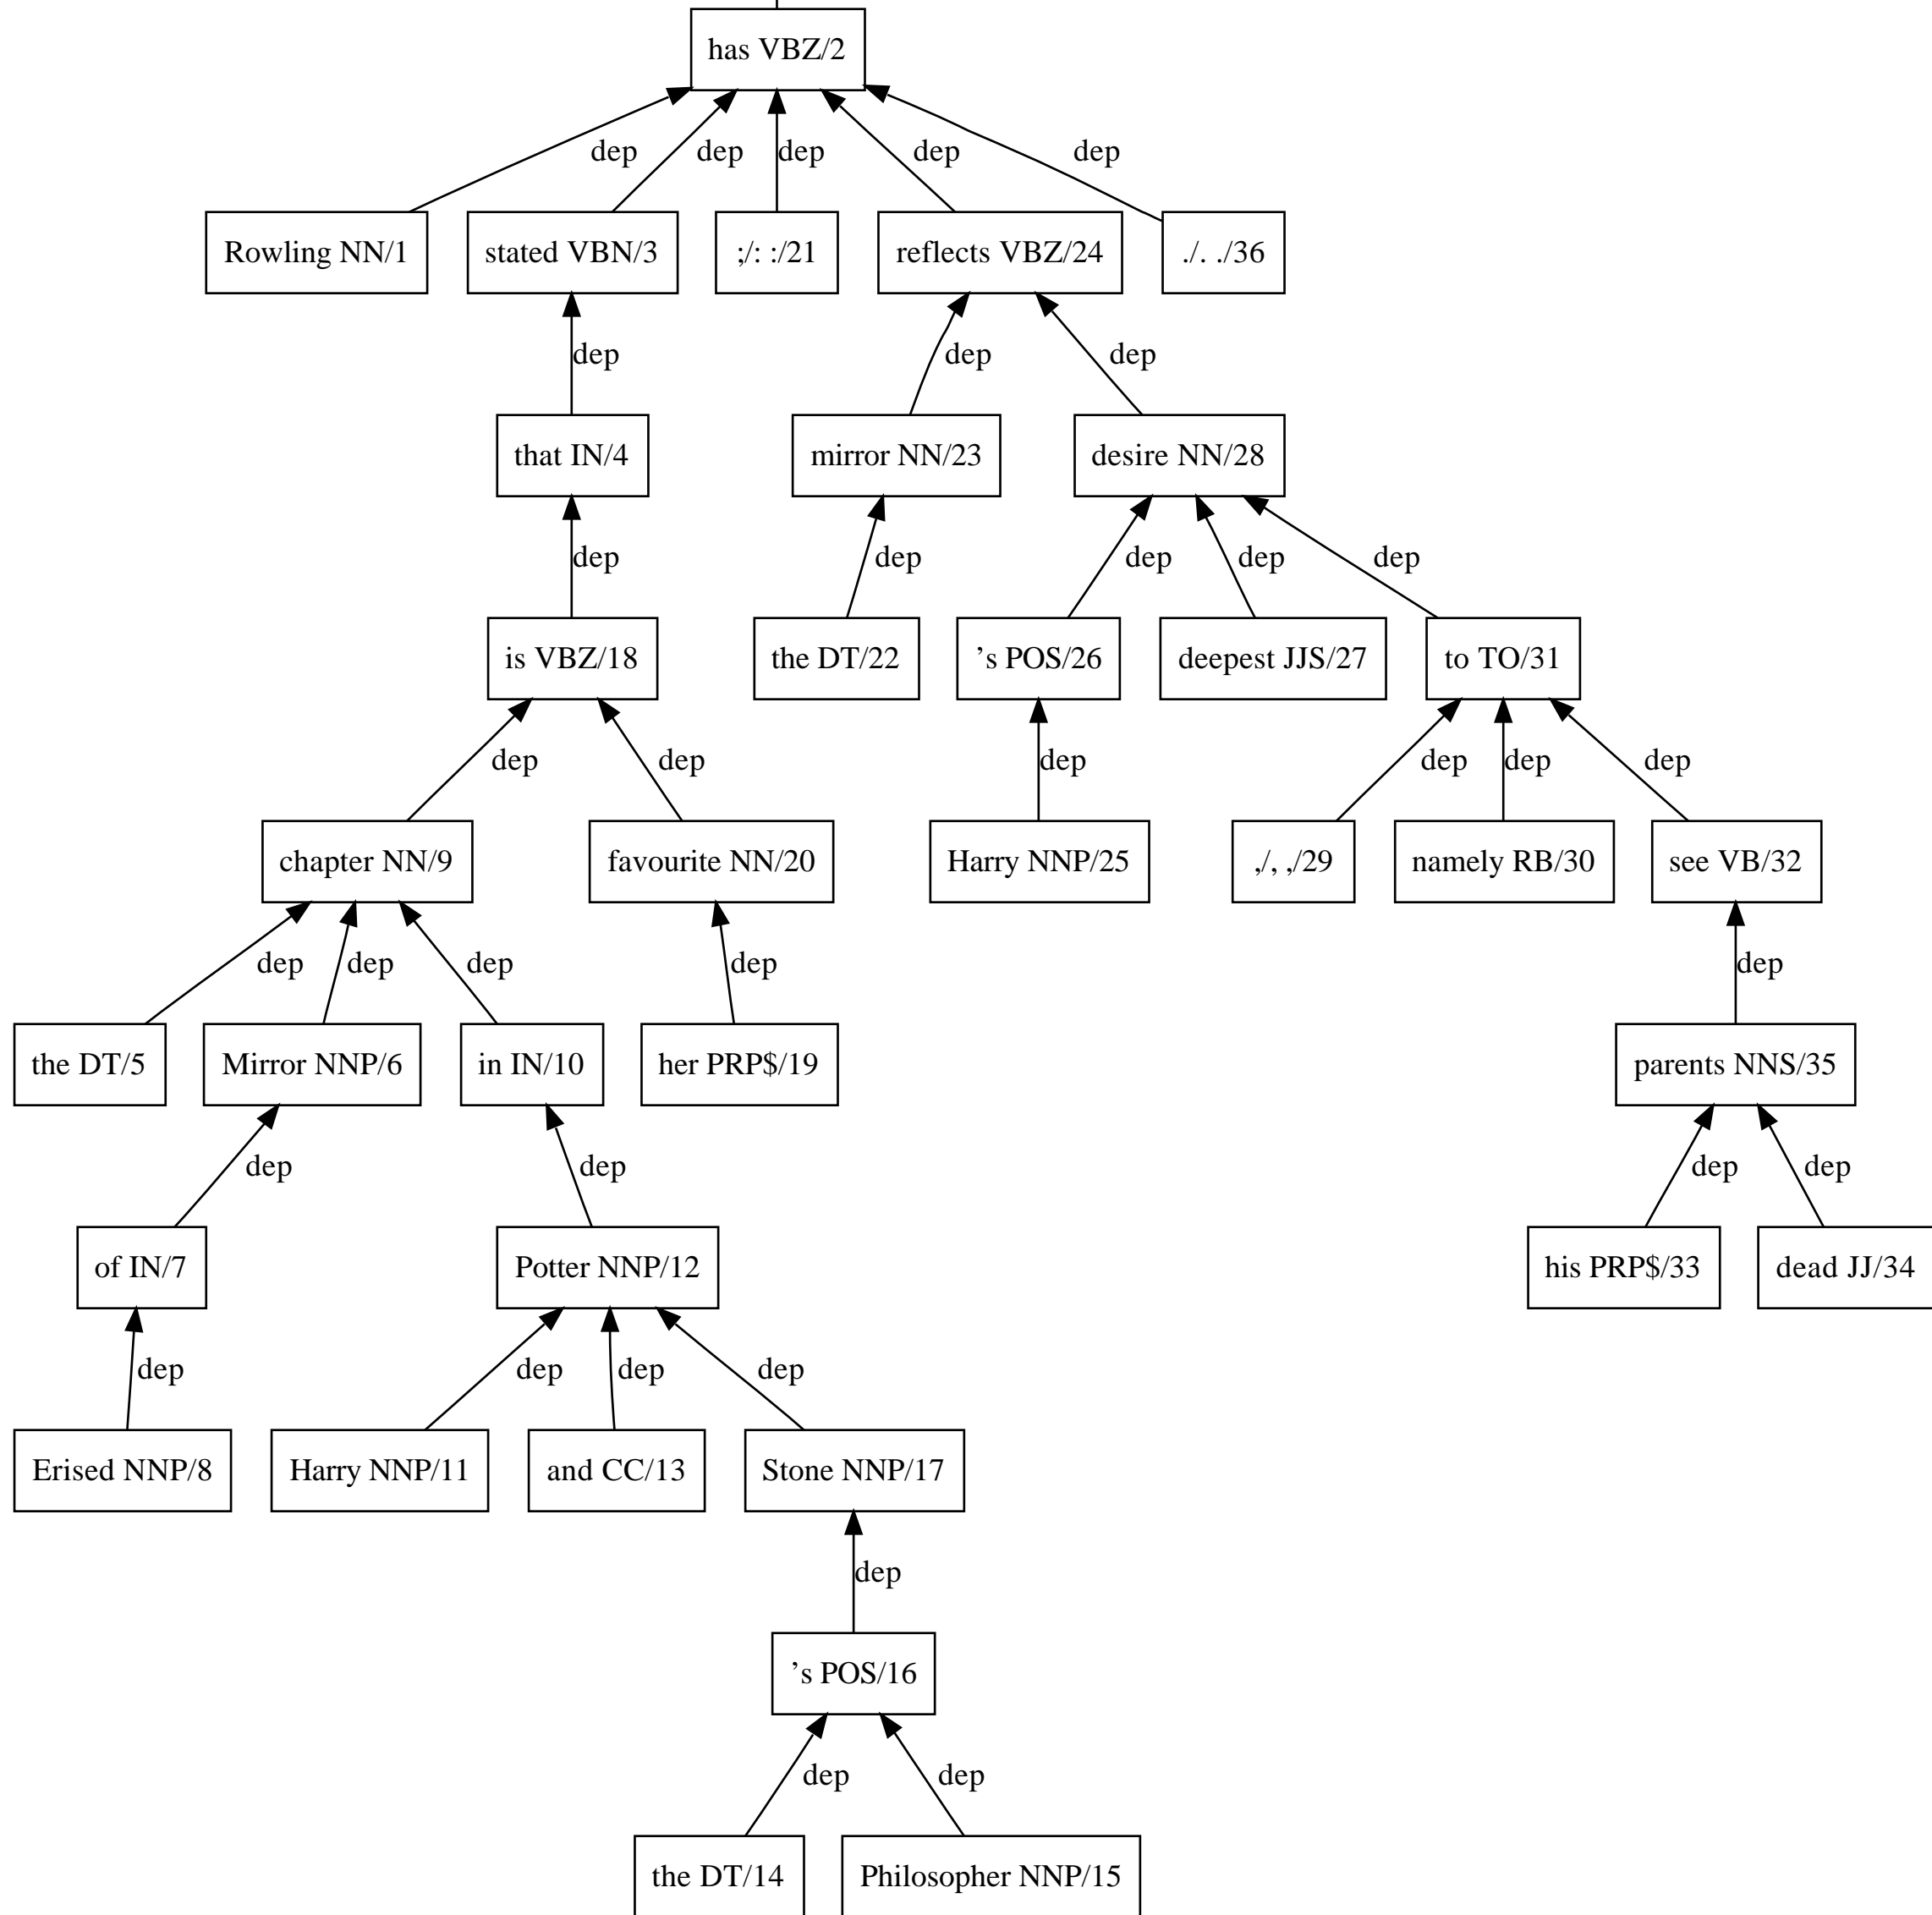 has VBZ/2
dep dep dep dep dep
Rowling NN/1 stated VBN/3 ;/: :/21 reflects VBZ/24 ./. ./36
dep dep dep
that IN/4 mirror NN/23 desire NN/28
dep dep dep dep dep
is VBZ/18 the DT/22 ’s POS/26 deepest JJS/27 to TO/31
dep dep dep dep dep dep
chapter NN/9 favourite NN/20 Harry NNP/25 ,/, ,/29 namely RB/30 see VB/32
dep dep dep dep dep
the DT/5 Mirror NNP/6 in IN/10 her PRP$/19 parents NNS/35
dep dep dep dep
of IN/7 Potter NNP/12 his PRP$/33 dead JJ/34
dep dep dep dep
Erised NNP/8 Harry NNP/11 and CC/13 Stone NNP/17
dep
’s POS/16
dep dep
the DT/14 Philosopher NNP/15